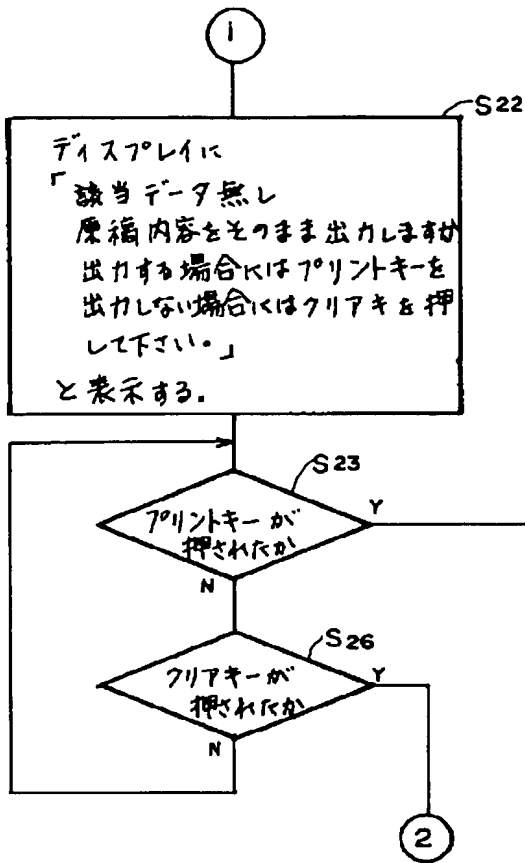 1
S22
ディスプレイに
「該当データ無し
原稿内容をそのまま出力しますか
出力する場合にはプリントキーを
出力しない場合にはクリアキを押
して下さい。」
と表示する.
S23
プリントキーが
押されたか
Y
N
S26
クリアキーが
押されたか
Y
N
2